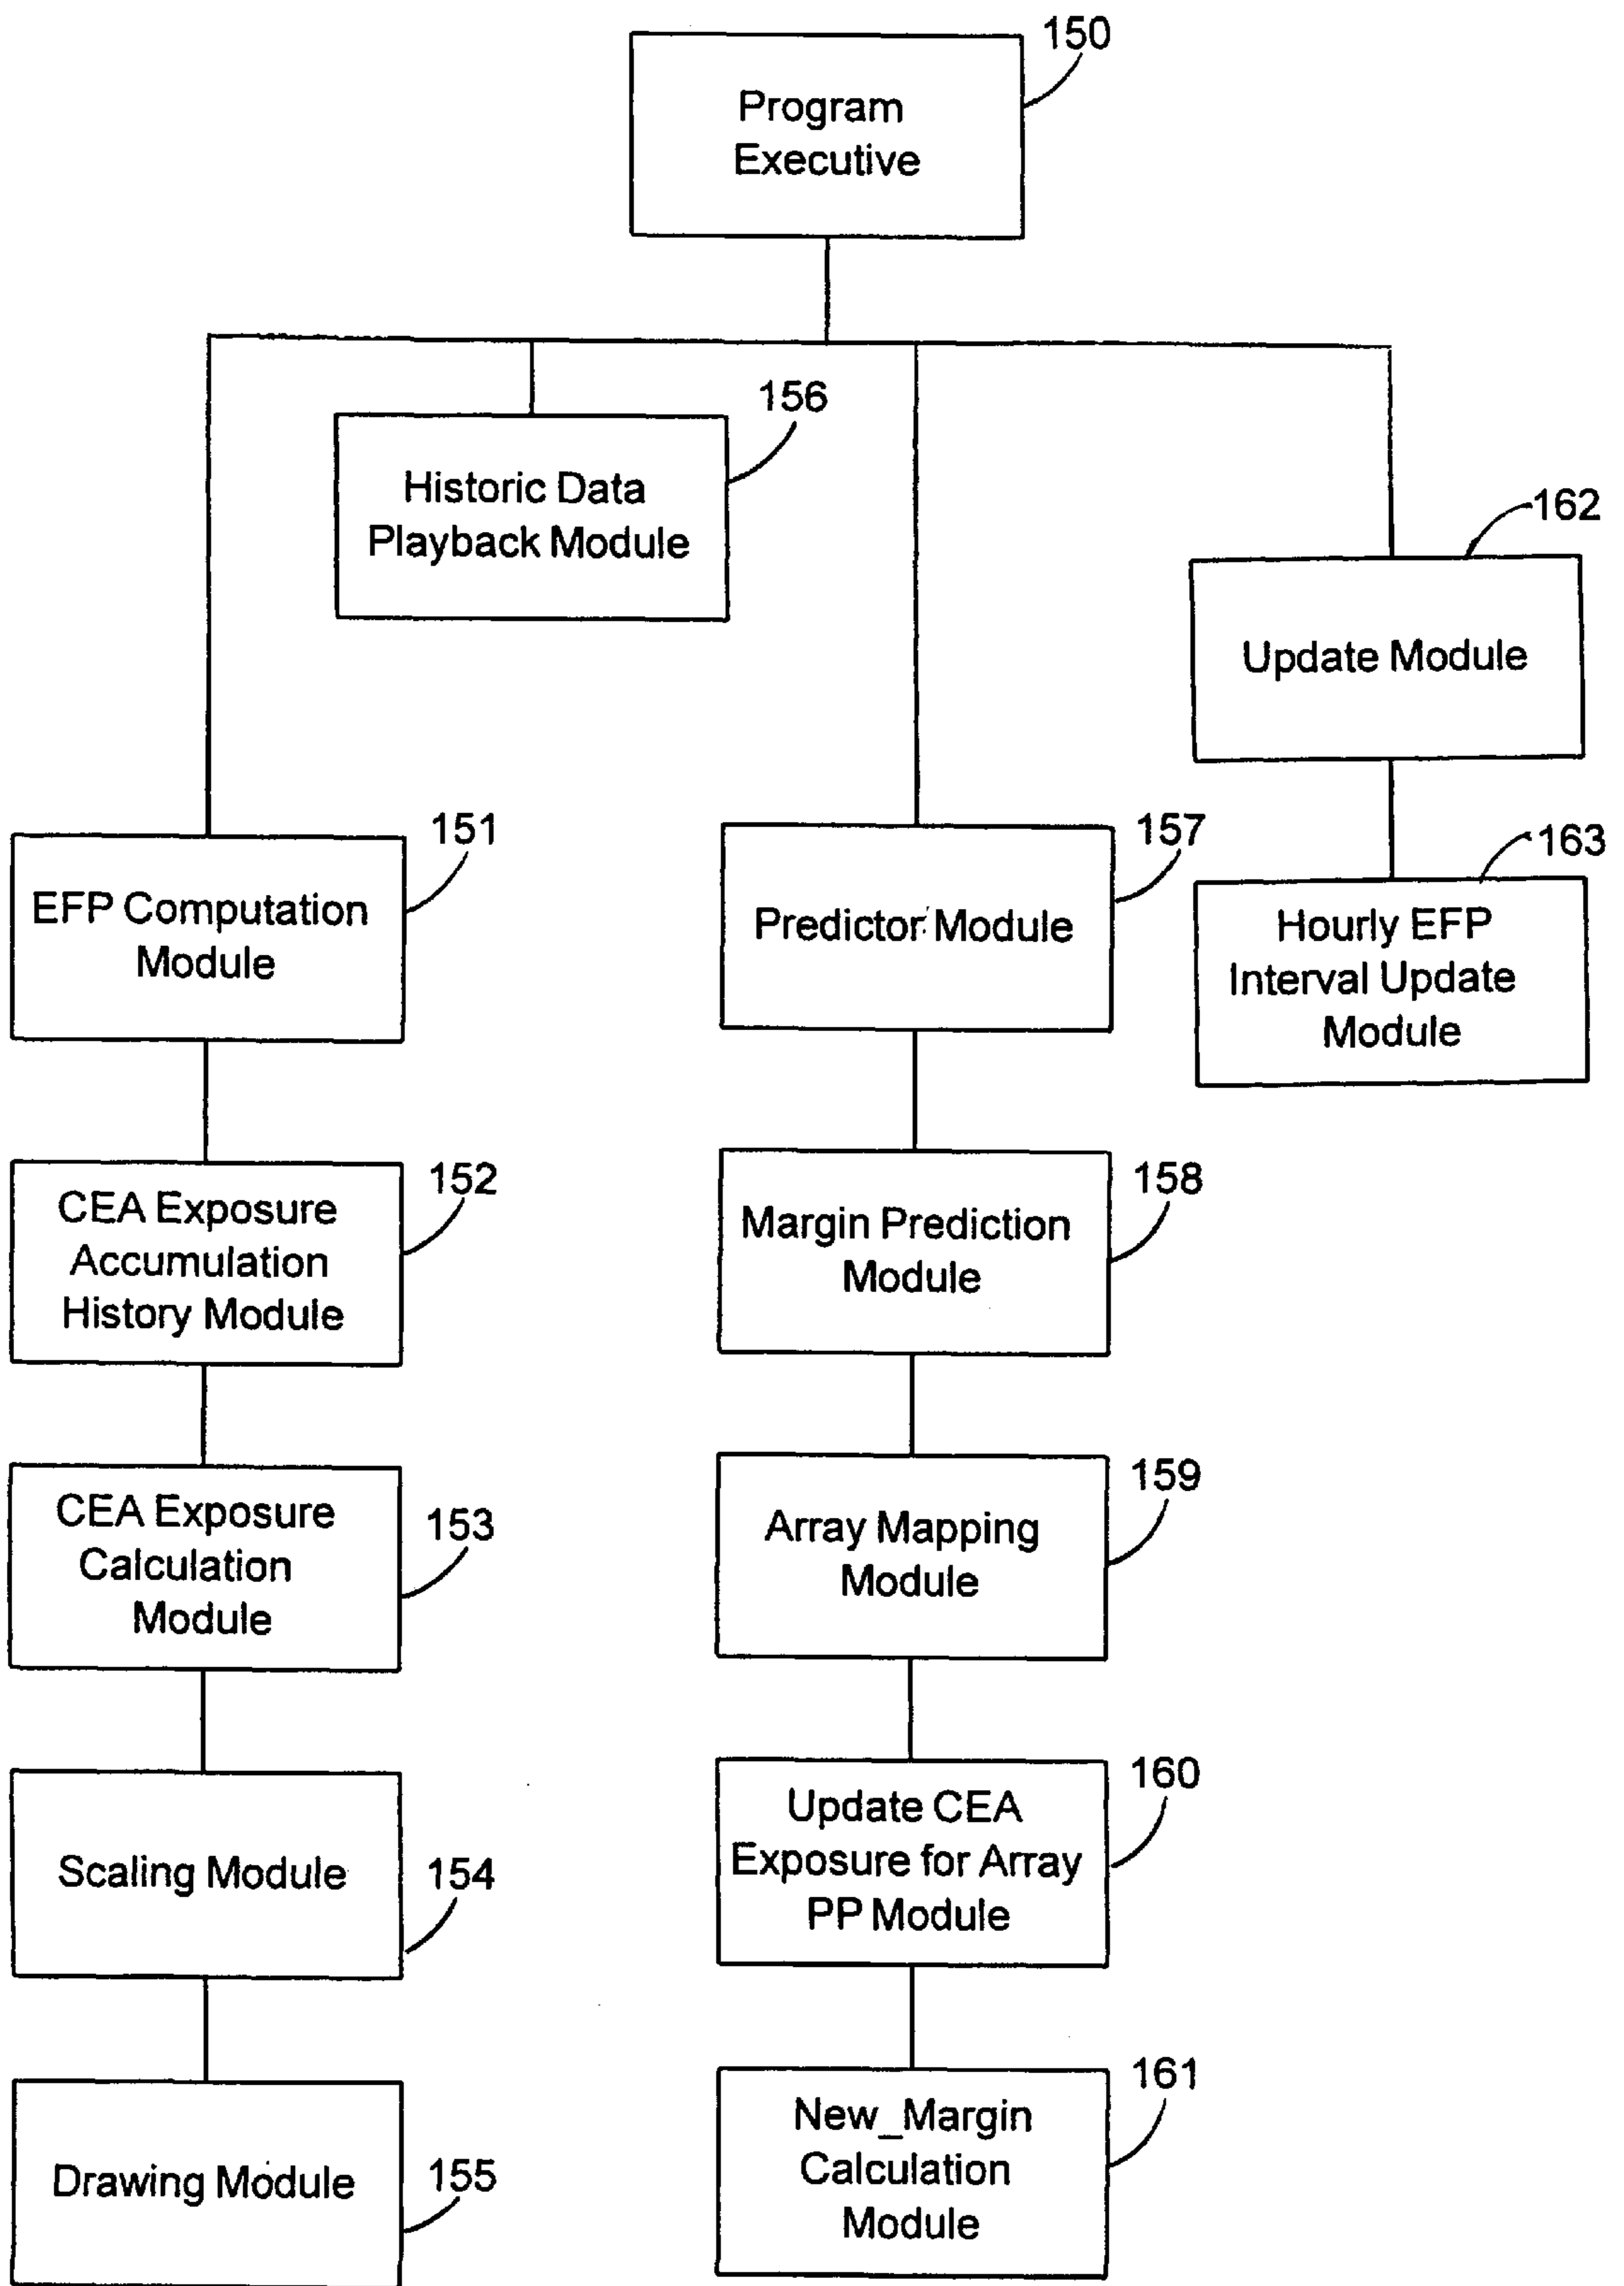 150
Program
Executive
156
Historic Data
Playback Module
162
Update Module
151
EFP Computation
Module
157
Predictor Module
163
Hourly EFP
Interval Update
Module
152
CEA Exposure
Accumulation
History Module
158
Margin Prediction
Module
153
CEA Exposure
Calculation
Module
159
Array Mapping
Module
154
Scaling Module
160
Update CEA
Exposure for Array
PP Module
155
Drawing Module
161
New_Margin
Calculation
Module